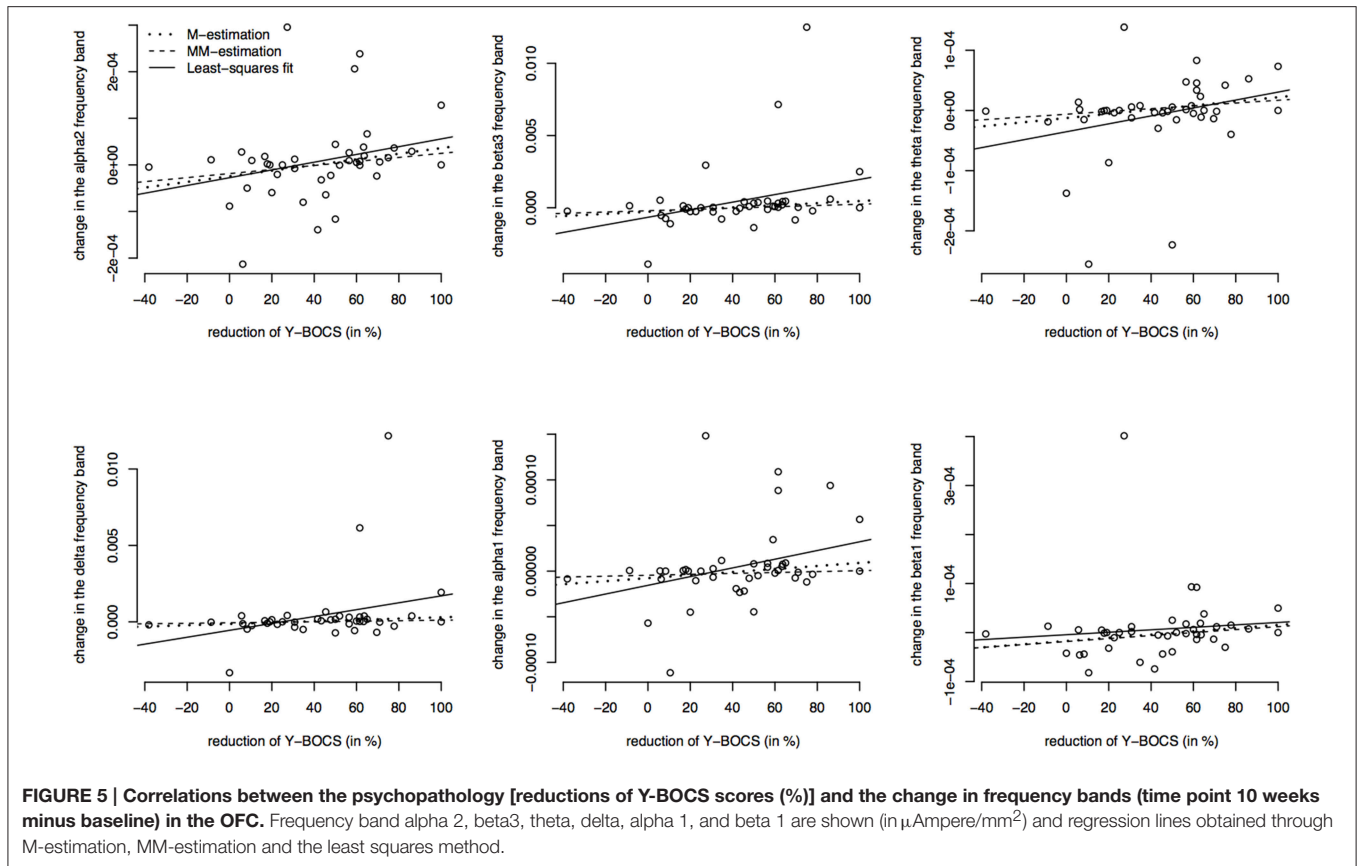 change in the alpha2 frequency band
2e−04
0e+00
−2e−04
M−estimation
MM−estimation
Least−squares fit
−40 −20 0 20 40 60 80 100
reduction of Y−BOCS (in %)
change in the beta3 frequency band
0.010
0.005
0.000
−40 −20 0 20 40 60 80 100
reduction of Y−BOCS (in %)
change in the theta frequency band
1e−04
0e+00
−1e−04
−2e−04
−40 −20 0 20 40 60 80 100
reduction of Y−BOCS (in %)
change in the delta frequency band
0.010
0.005
0.000
−40 −20 0 20 40 60 80 100
reduction of Y−BOCS (in %)
change in the alpha1 frequency band
0.00010
0.00000
−0.00010
−40 −20 0 20 40 60 80 100
reduction of Y−BOCS (in %)
change in the beta1 frequency band
3e−04
1e−04
−1e−04
−40 −20 0 20 40 60 80 100
reduction of Y−BOCS (in %)
FIGURE 5 | Correlations between the psychopathology [reductions of Y-BOCS scores (%)] and the change in frequency bands (time point 10 weeks
minus baseline) in the OFC. Frequency band alpha 2, beta3, theta, delta, alpha 1, and beta 1 are shown (in μAmpere/mm²) and regression lines obtained through
M-estimation, MM-estimation and the least squares method.